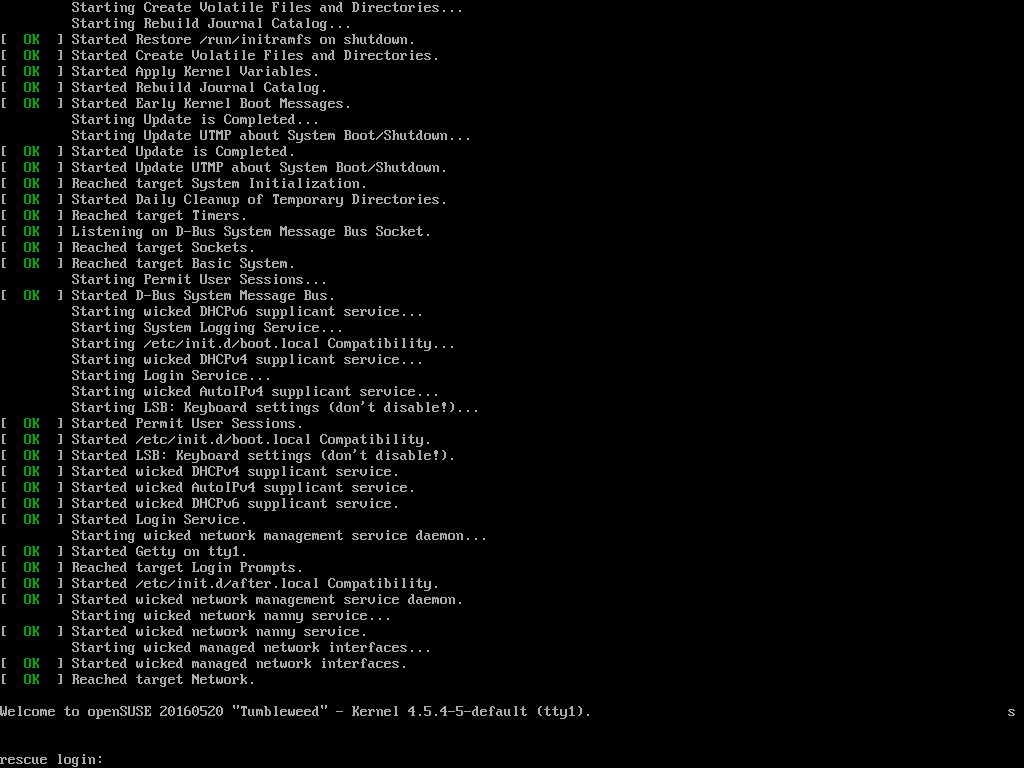 Starting Create Volatile Files and Directories...
Starting Rebuild Journal Catalog...
[  OK  ] Started Restore /run/initramfs on shutdown.
[  OK  ] Started Create Volatile Files and Directories.
[  OK  ] Started Apply Kernel Variables.
[  OK  ] Started Rebuild Journal Catalog.
[  OK  ] Started Early Kernel Boot Messages.
Starting Update is Completed...
Starting Update UTMP about System Boot/Shutdown...
[  OK  ] Started Update is Completed.
[  OK  ] Started Update UTMP about System Boot/Shutdown.
[  OK  ] Reached target System Initialization.
[  OK  ] Started Daily Cleanup of Temporary Directories.
[  OK  ] Reached target Timers.
[  OK  ] Listening on D-Bus System Message Bus Socket.
[  OK  ] Reached target Sockets.
[  OK  ] Reached target Basic System.
Starting Permit User Sessions...
[  OK  ] Started D-Bus System Message Bus.
Starting wicked DHCPv6 supplicant service...
Starting System Logging Service...
Starting /etc/init.d/boot.local Compatibility...
Starting wicked DHCPv4 supplicant service...
Starting Login Service...
Starting wicked AutoIPv4 supplicant service...
Starting LSB: Keyboard settings (don't disable!)...
[  OK  ] Started Permit User Sessions.
[  OK  ] Started /etc/init.d/boot.local Compatibility.
[  OK  ] Started LSB: Keyboard settings (don't disable!).
[  OK  ] Started wicked DHCPv4 supplicant service.
[  OK  ] Started wicked AutoIPv4 supplicant service.
[  OK  ] Started wicked DHCPv6 supplicant service.
[  OK  ] Started Login Service.
Starting wicked network management service daemon...
[  OK  ] Started Getty on tty1.
[  OK  ] Reached target Login Prompts.
[  OK  ] Started /etc/init.d/after.local Compatibility.
[  OK  ] Started wicked network management service daemon.
Starting wicked network nanny service...
[  OK  ] Started wicked network nanny service.
Starting wicked managed network interfaces...
[  OK  ] Started wicked managed network interfaces.
[  OK  ] Reached target Network.
Welcome to openSUSE 20160520 "Tumbleweed" - Kernel 4.5.4-5-default (tty1). s
rescue login: